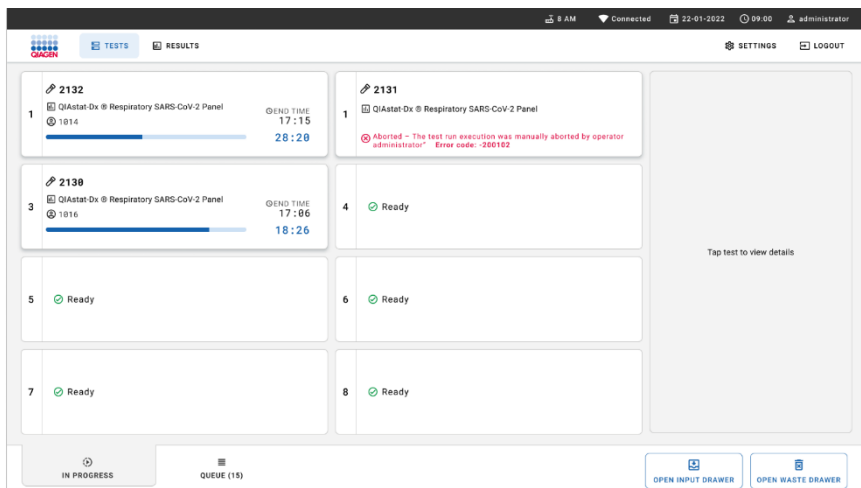 8 AM Connected 22-01-2022 09:00 administrator
QIAGEN TESTS RESULTS SETTINGS LOGOUT
1
2132
QIAstat-Dx ® Respiratory SARS-CoV-2 Panel
1014
END TIME
17:15
28:20
1
2131
QIAstat-Dx ® Respiratory SARS-CoV-2 Panel
Aborted – The test run execution was manually aborted by operator
administrator" Error code: -200102
3
2130
QIAstat-Dx ® Respiratory SARS-CoV-2 Panel
1016
END TIME
17:06
18:26
4 Ready
Tap test to view details
5 Ready
6 Ready
7 Ready
8 Ready
IN PROGRESS
QUEUE (15)
OPEN INPUT DRAWER
OPEN WASTE DRAWER